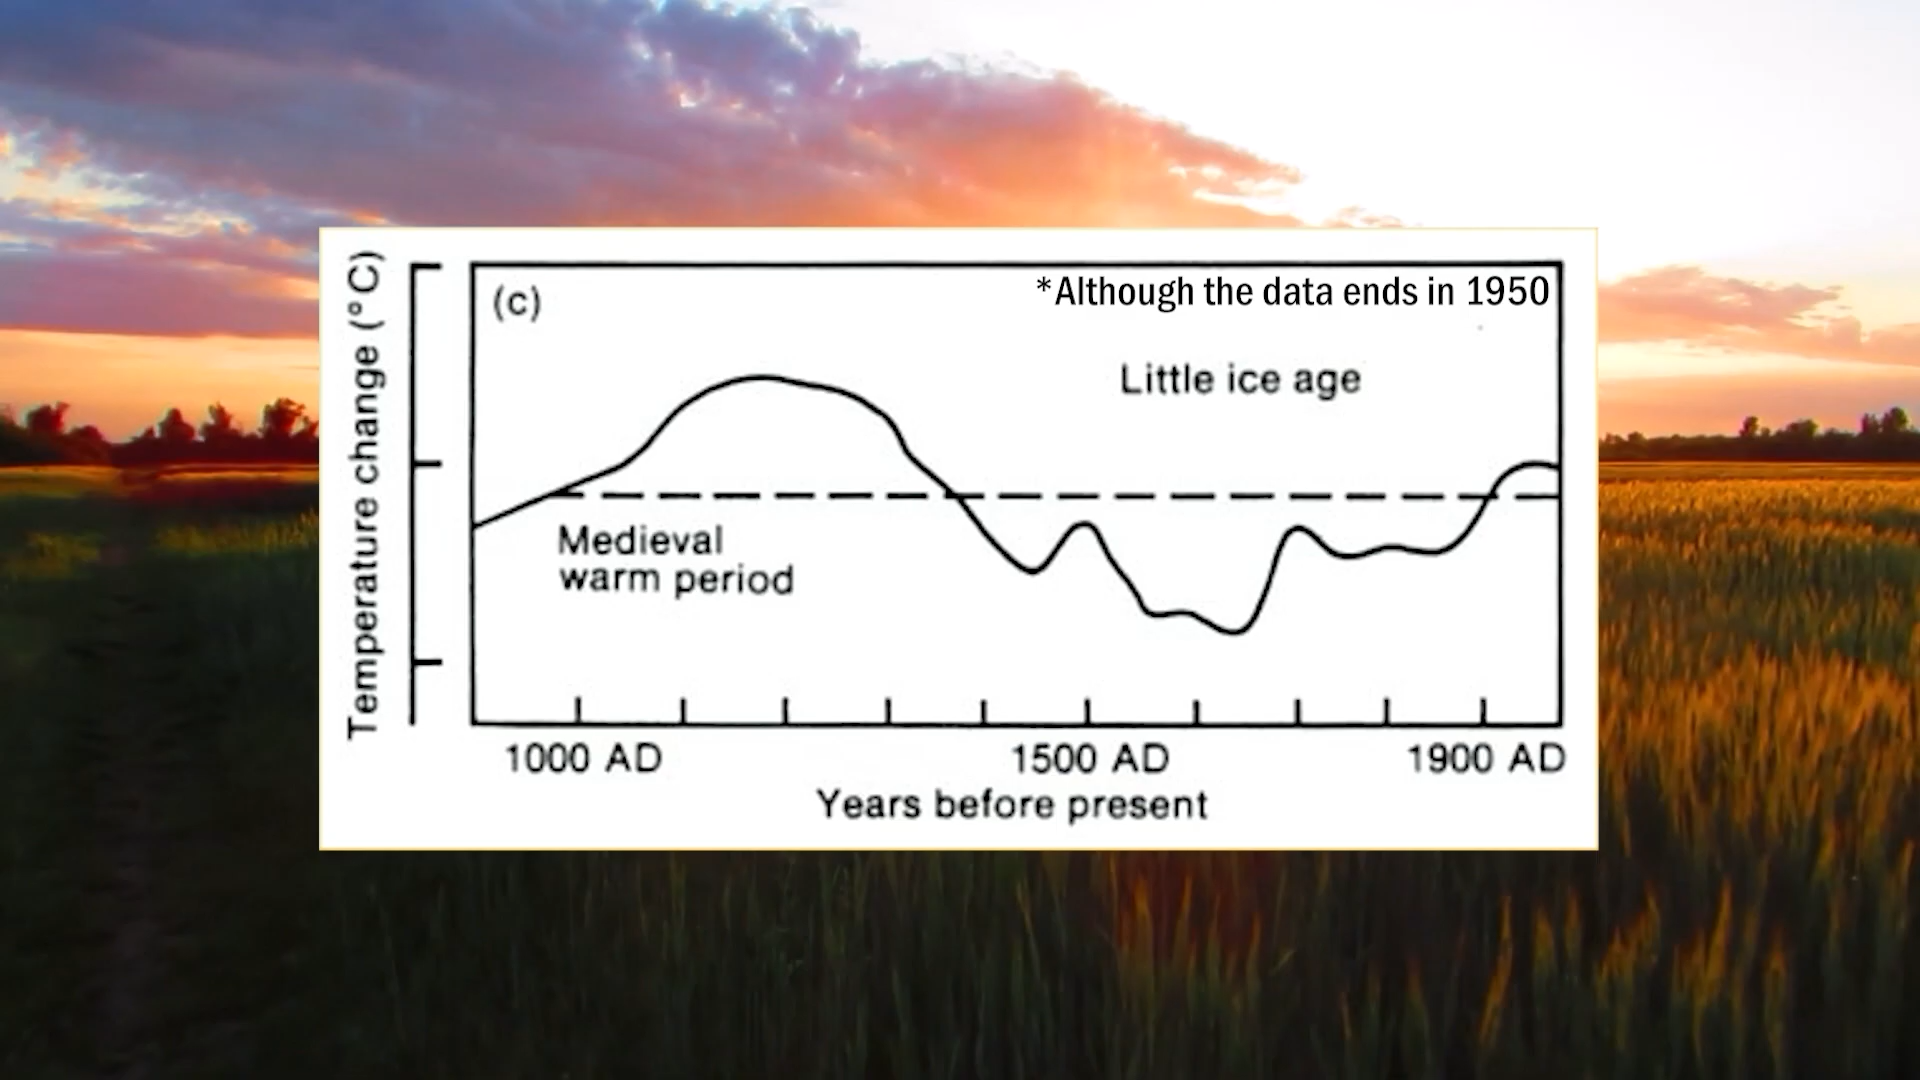 Temperature change (°C)
(c)
*Although the data ends in 1950
Little ice age
Medieval
warm period
1000 AD
1500 AD
1900 AD
Years before present